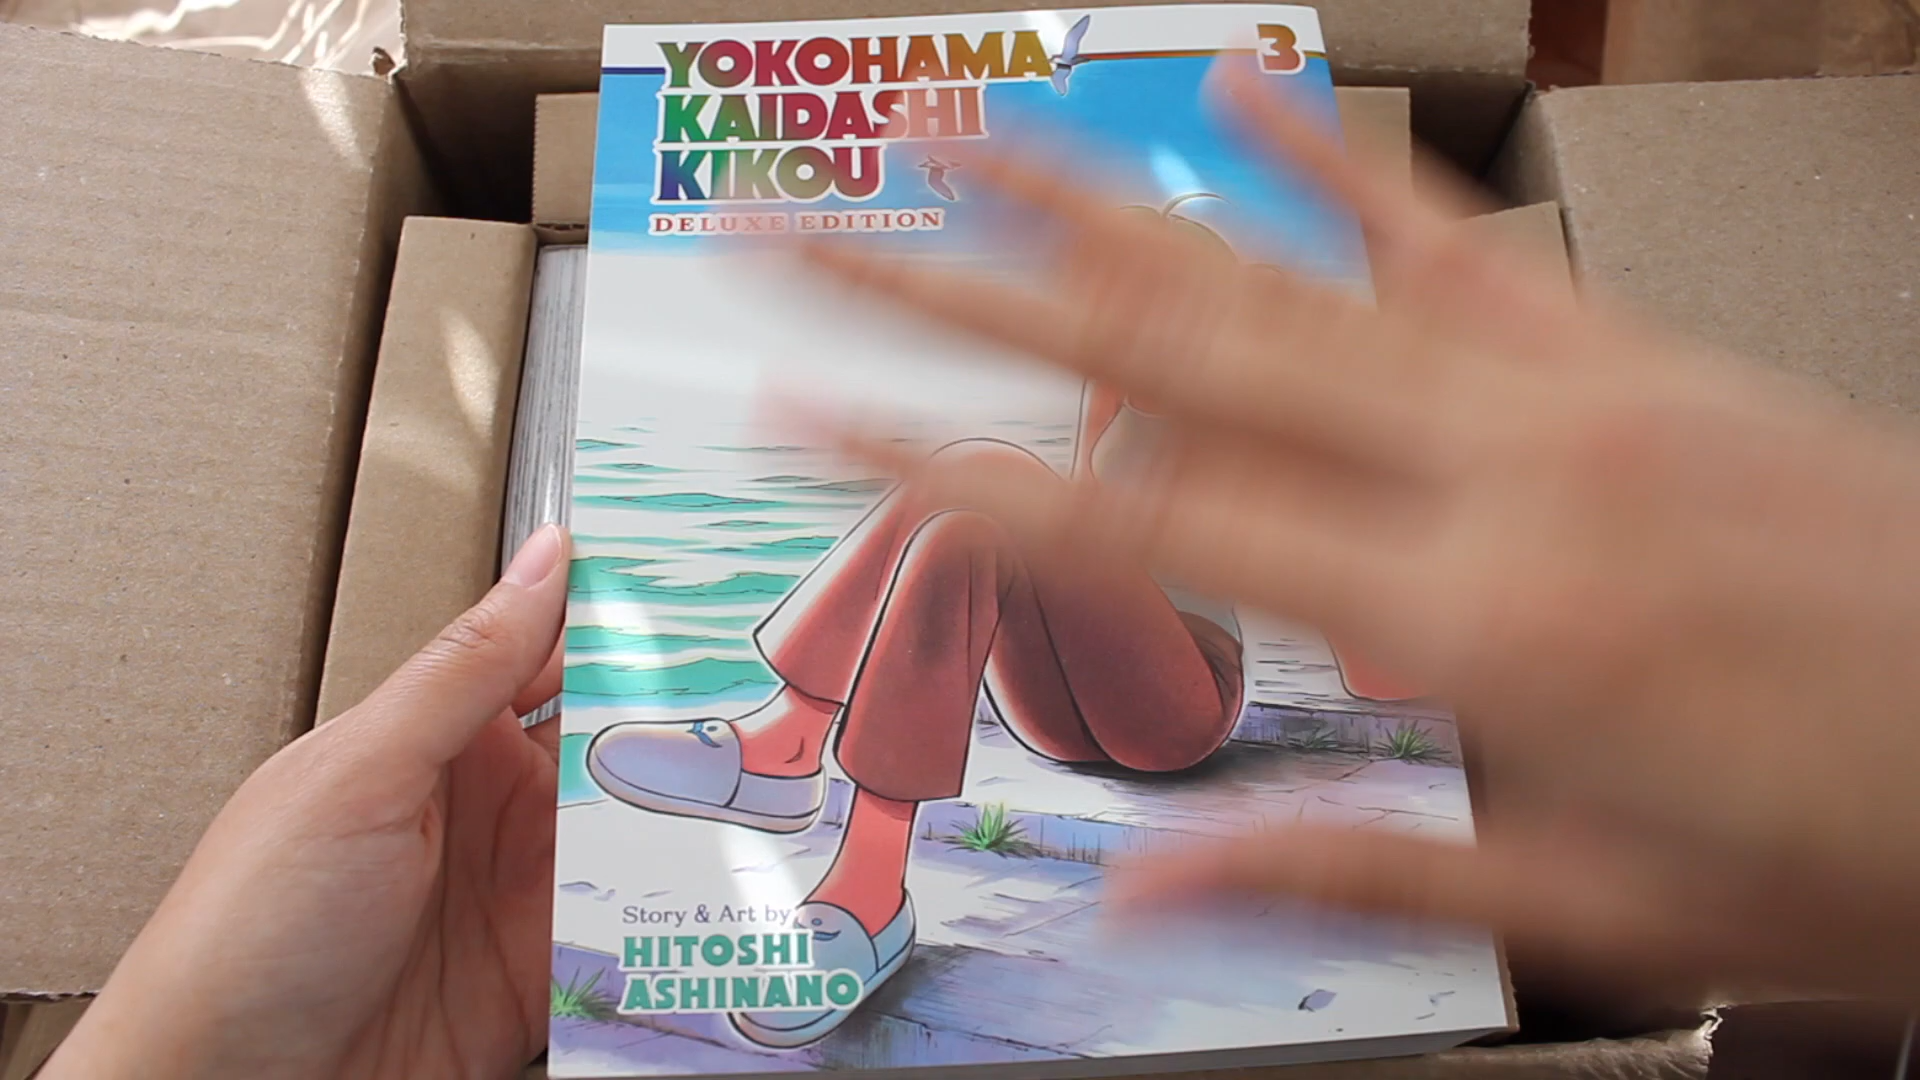 YOKOHAMA
KAIDASHI
KIKOU
DELUXE EDITION
3
Story & Art by
HITOSHI
ASHINANO